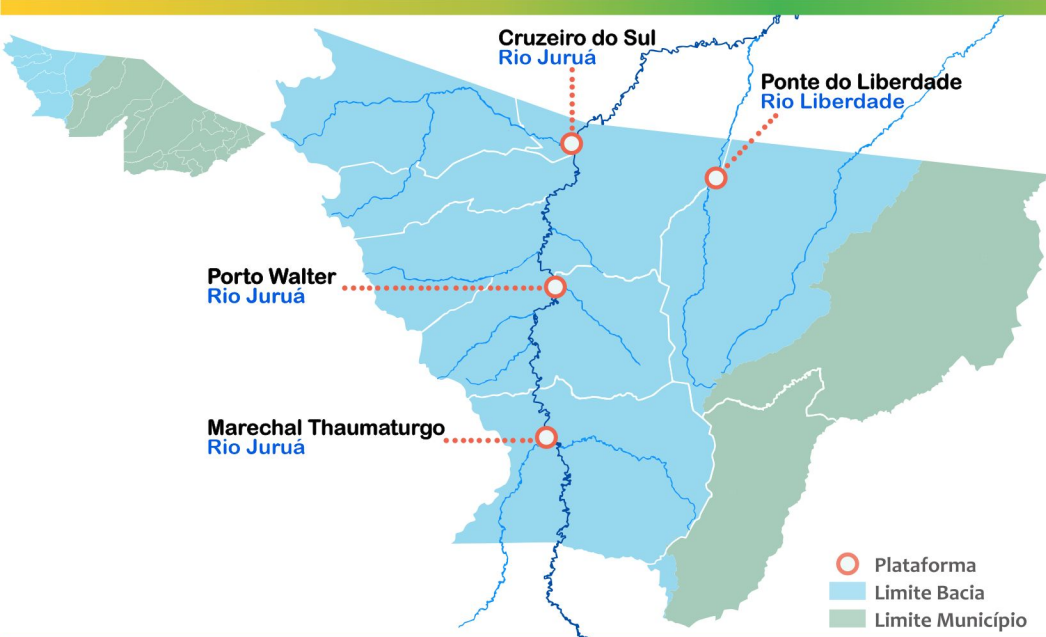 Cruzeiro do Sul
Rio Juruá
Ponte do Liberdade
Rio Liberdade
Porto Walter
Rio Juruá
Marechal Thaumaturgo
Rio Juruá
Plataforma
Limite Bacia
Limite Município